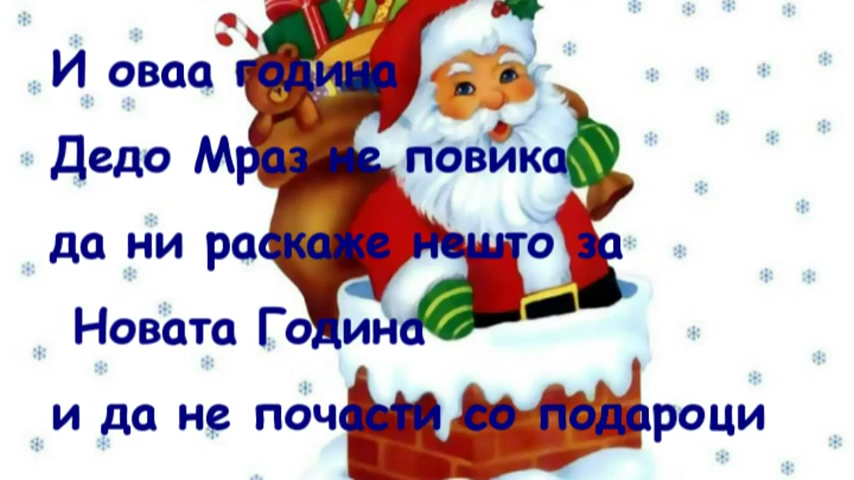 И оваа година
Дедо Мраз не повика
да ни раскаже нешто за
Новата Година
и да не почасти со подароци